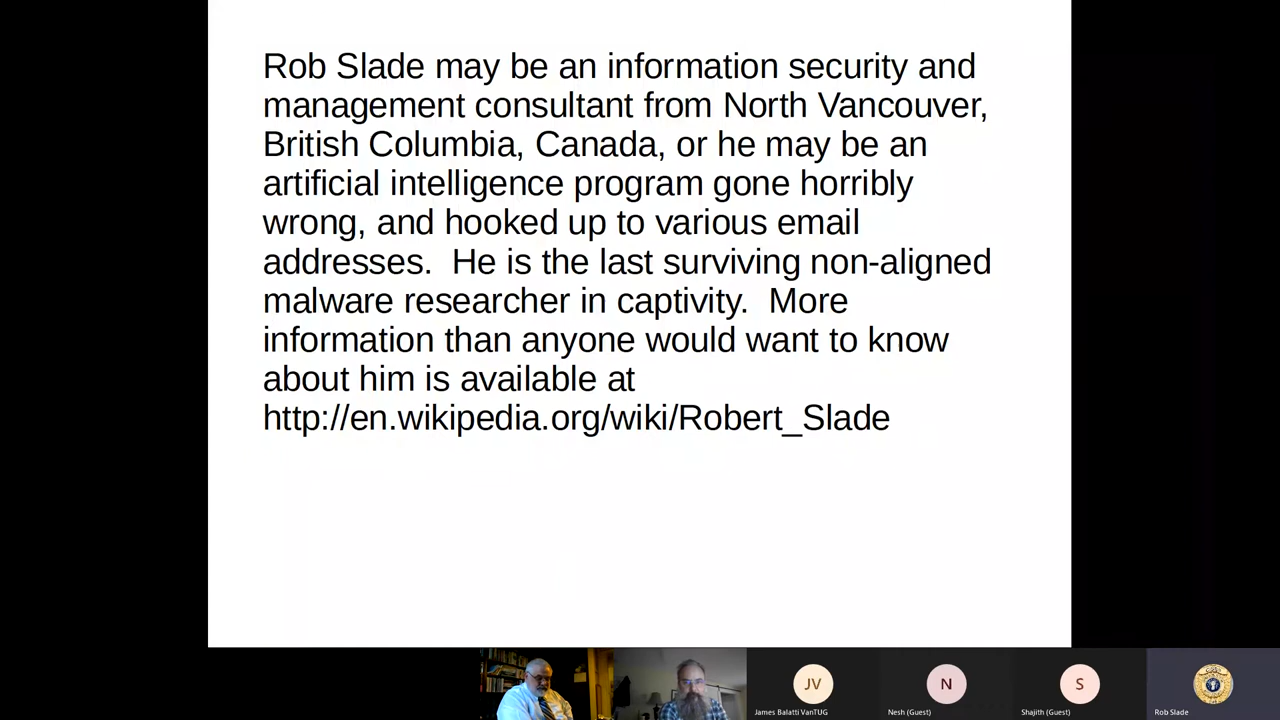 Rob Slade may be an information security and
management consultant from North Vancouver,
British Columbia, Canada, or he may be an
artificial intelligence program gone horribly
wrong, and hooked up to various email
addresses.  He is the last surviving non-aligned
malware researcher in captivity.  More
information than anyone would want to know
about him is available at
http://en.wikipedia.org/wiki/Robert_Slade
JV
N
S
James Balatti VanTUG
Nesh (Guest)
Shajith (Guest)
Rob Slade